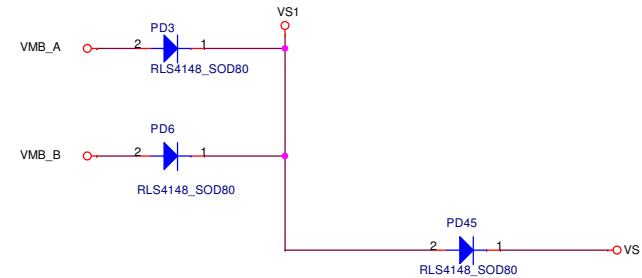 VS1
PD3
VMB_A
2
1
RLS4148_SOD80
PD6
VMB_B
2
1
RLS4148_SOD80
PD45
2
1
VS
RLS4148_SOD80